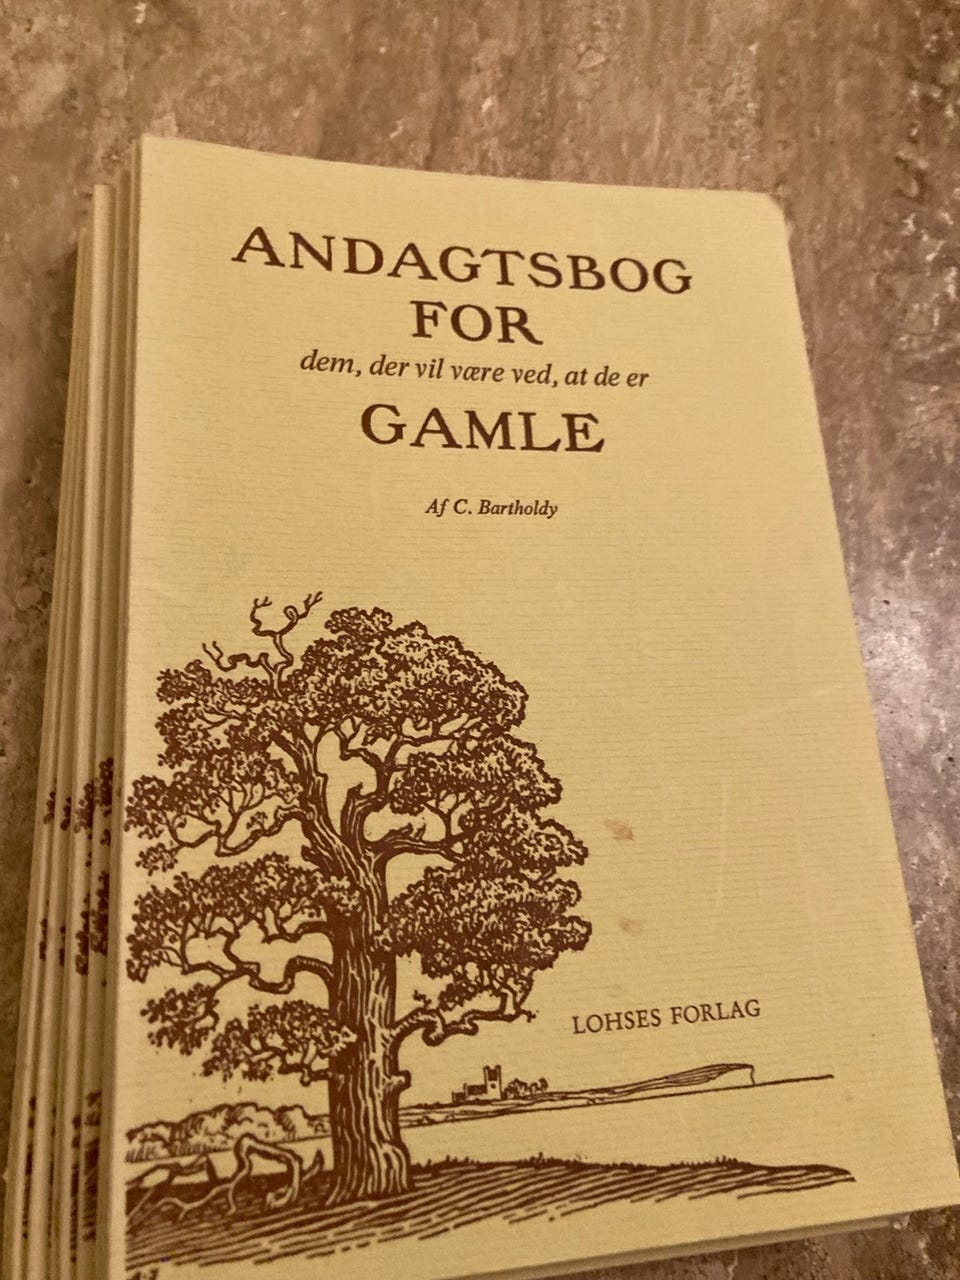 ANDAGTSBOG
FOR
dem, der vil være ved, at de er
GAMLE
Af C. Bartholdy
LOHSES FORLAG